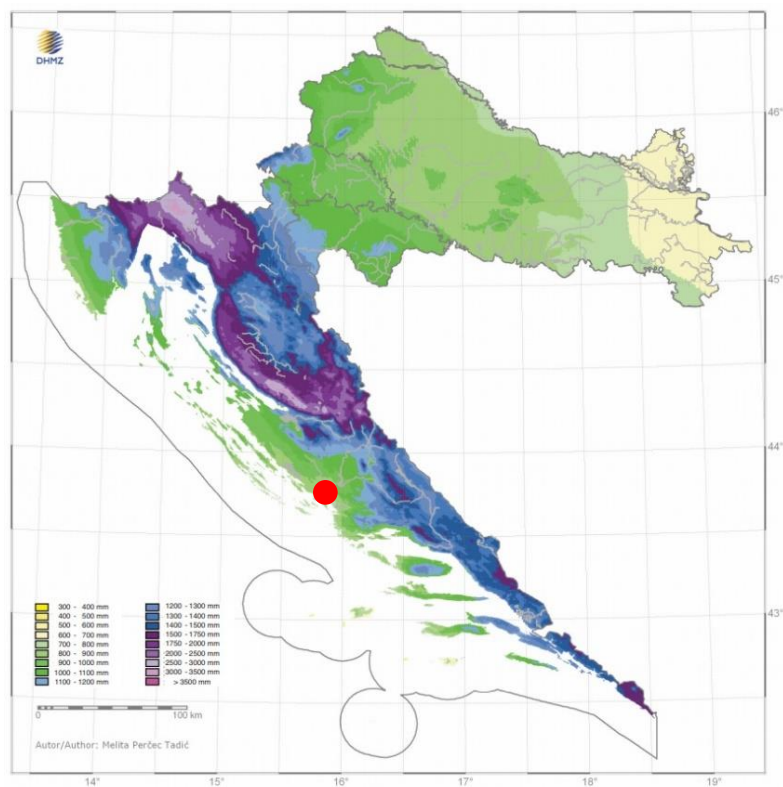 DHMZ
46°
45°
44°
43°
300 - 400 mm
400 - 500 mm
500 - 600 mm
600 - 700 mm
700 - 800 mm
800 - 900 mm
900 - 1000 mm
1000 - 1100 mm
1100 - 1200 mm
1200 - 1300 mm
1300 - 1400 mm
1400 - 1500 mm
1500 - 1750 mm
1750 - 2000 mm
2000 - 2500 mm
2500 - 3000 mm
3000 - 3500 mm
> 3500 mm
0 100 km
Autor/Author: Melita Perčec Tadić
14° 15° 16° 17° 18° 19°